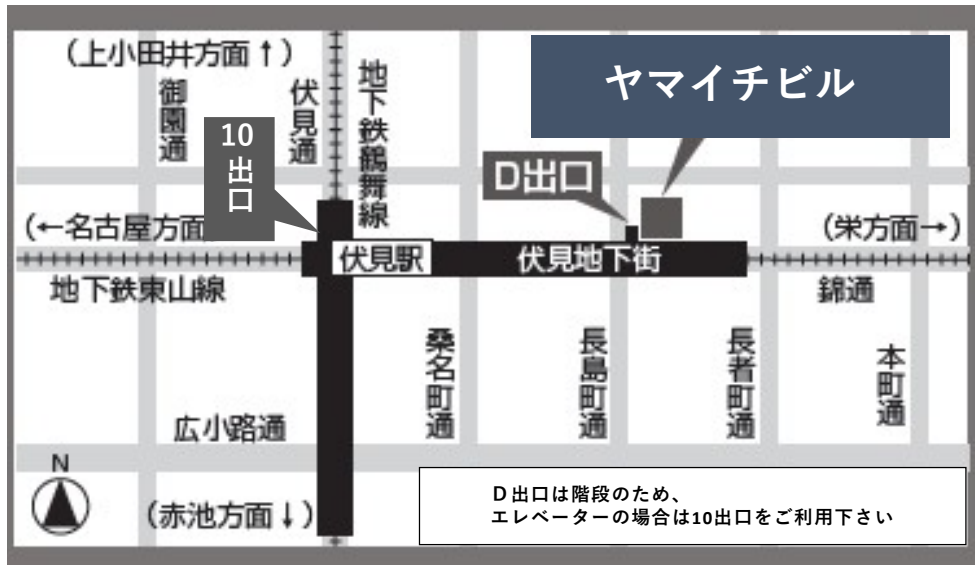 (上小田井方面↑)
ヤマイチビル
御園通
伏見通
地下鉄鶴舞線
10出口
D出口
(←名古屋方面
(栄方面→)
伏見駅
伏見地下街
地下鉄東山線
錦通
桑名町通
長島町通
長者町通
本町通
広小路通
N
(赤池方面↓)
D出口は階段のため、
エレベーターの場合は10出口をご利用下さい